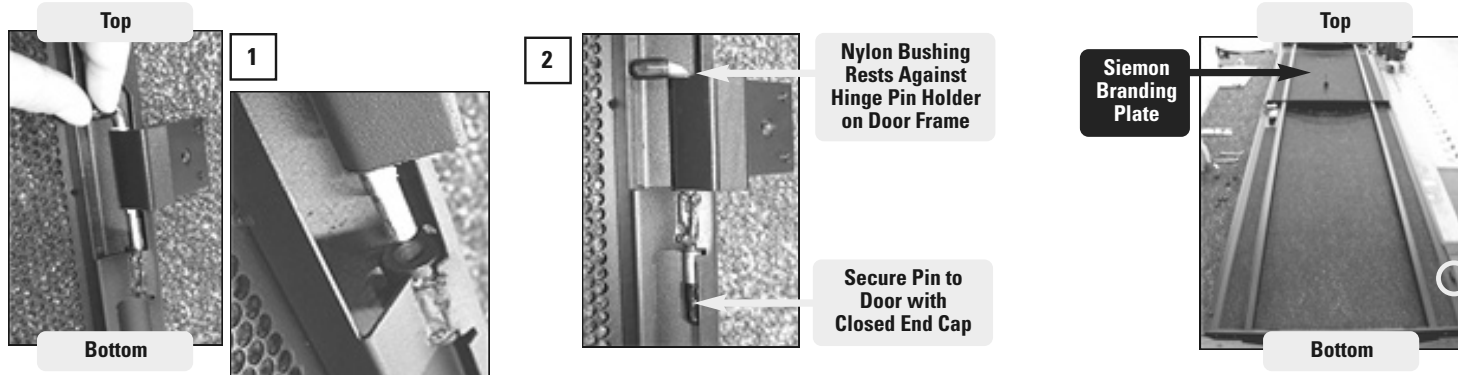 Top
1
Bottom
2
Nylon Bushing
Rests Against
Hinge Pin Holder
on Door Frame
Secure Pin to
Door with
Closed End Cap
Top
Siemon
Branding
Plate
Bottom